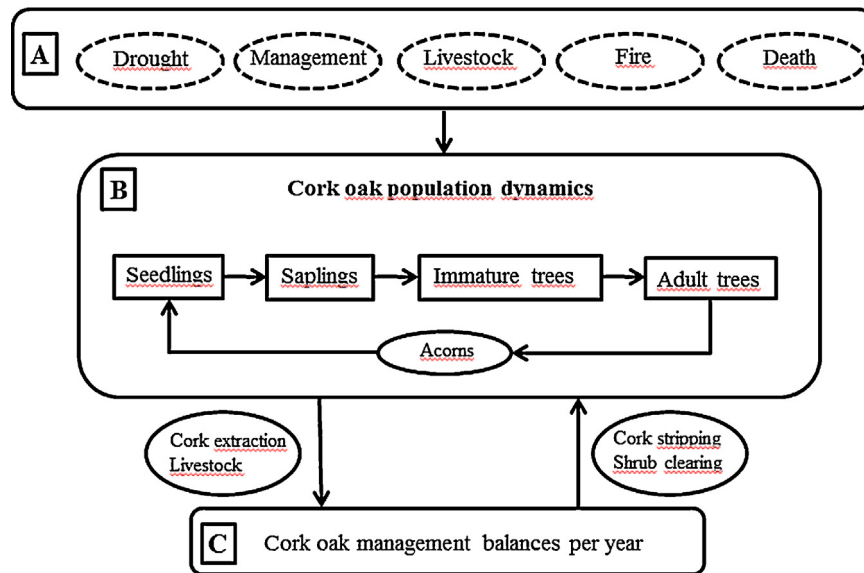 A
Drought
Management
Livestock
Fire
Death
B
Cork oak population dynamics
Seedlings
Saplings
Immature trees
Adult trees
Acorns
Cork extraction
Livestock
Cork stripping
Shrub clearing
C
Cork oak management balances per year